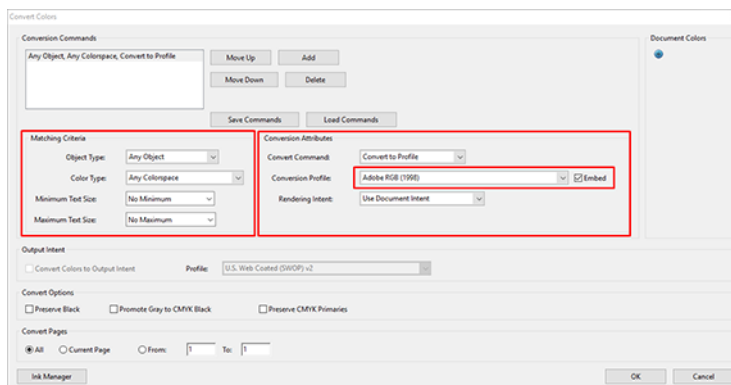 Convert Colors
Conversion Commands
Document Colors
Any Object, Any Colorspace, Convert to Profile
Move Up
Add
Move Down
Delete
Save Commands
Load Commands
Matching Criteria
Conversion Attributes
Object Type: Any Object
Convert Command: Convert to Profile
Color Type: Any Colorspace
Conversion Profile: Adobe RGB (1998) Embed
Minimum Text Size: No Minimum
Rendering Intent: Use Document Intent
Maximum Text Size: No Maximum
Output Intent
Convert Colors to Output Intent Profile: U.S. Web Coated (SWOP) v2
Convert Options
Preserve Black Promote Gray to CMYK Black Preserve CMYK Primaries
Convert Pages
All Current Page From: 1 To: 1
Ink Manager OK Cancel